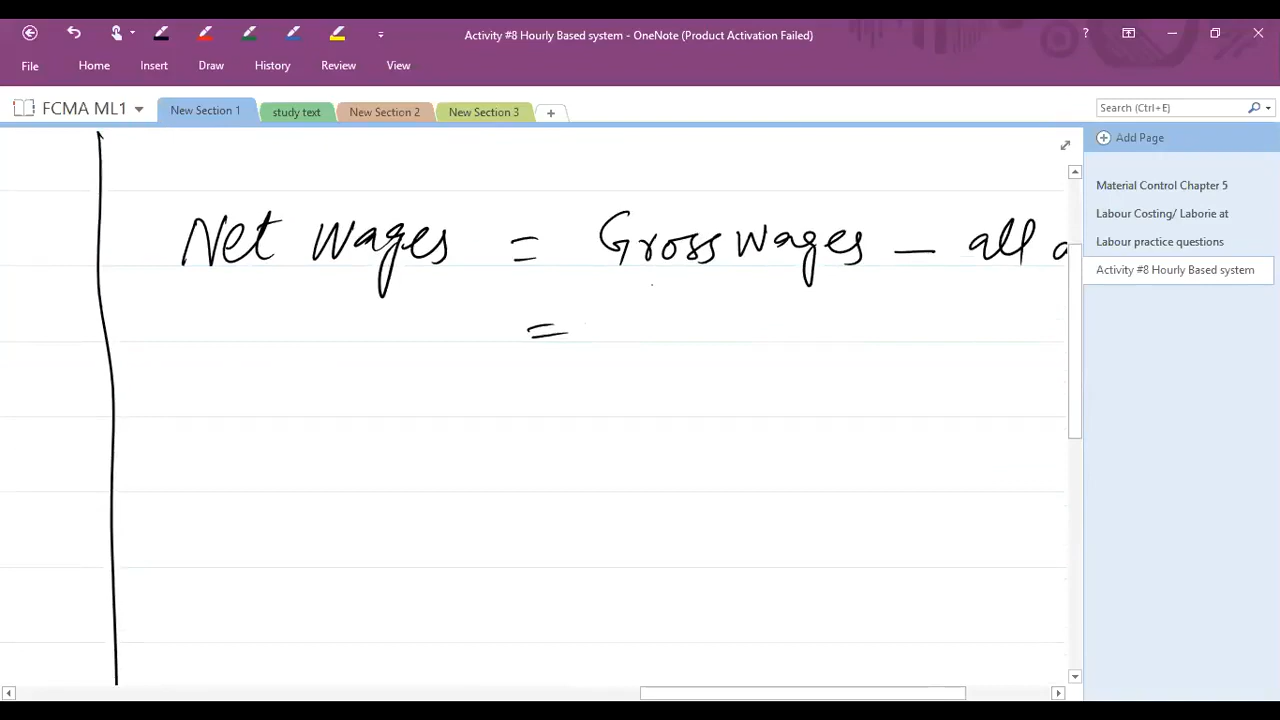 Activity #8 Hourly Based system - OneNote (Product Activation Failed)
?
File Home Insert Draw History Review View
FCMA ML1
New Section 1
study text
New Section 2
New Section 3
Search (Ctrl+E)
Add Page
Material Control Chapter 5
Labour Costing/ Laborie at
Labour practice questions
Activity #8 Hourly Based system
Net Wages = Gross Wages - all
=